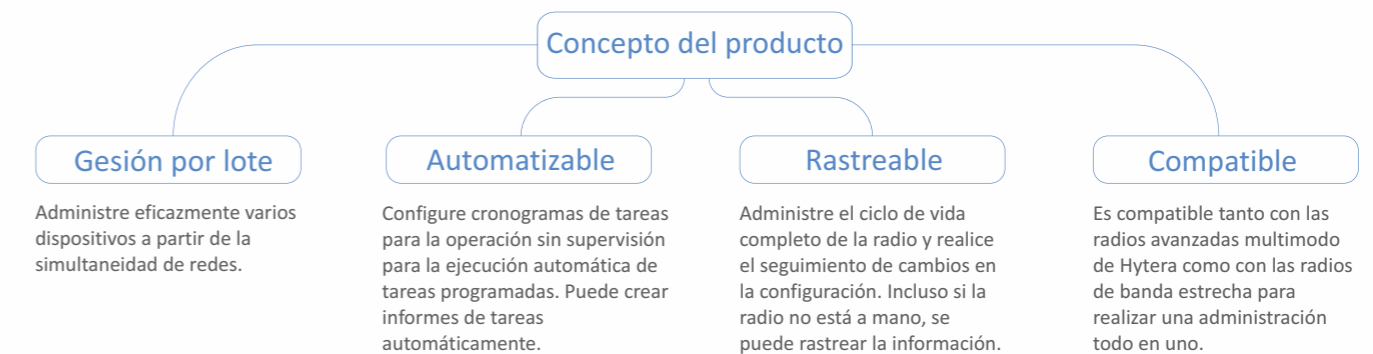 Concepto del producto
Gesión por lote
Administre eficazmente varios
dispositivos a partir de la
simultaneidad de redes.
Automatizable
Configure cronogramas de tareas
para la operación sin supervisión
para la ejecución automática de
tareas programadas. Puede crear
informes de tareas
automáticamente.
Rastreable
Administre el ciclo de vida
completo de la radio y realice
el seguimiento de cambios en
la configuración. Incluso si la
radio no está a mano, se
puede rastrear la información.
Compatible
Es compatible tanto con las
radios avanzadas multimodo
de Hytera como con las radios
de banda estrecha para
realizar una administración
todo en uno.